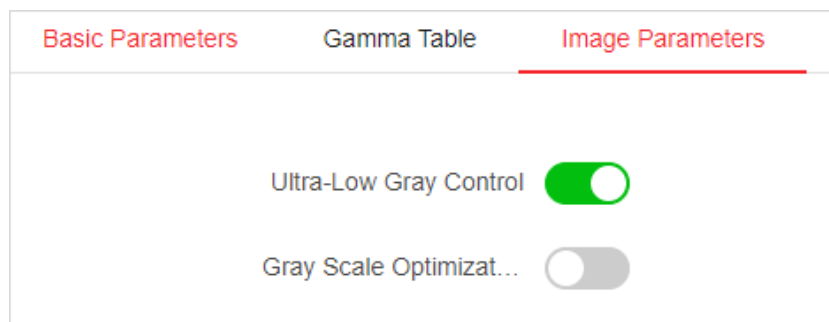 Basic Parameters Gamma Table Image Parameters
Ultra-Low Gray Control
Gray Scale Optimizat...